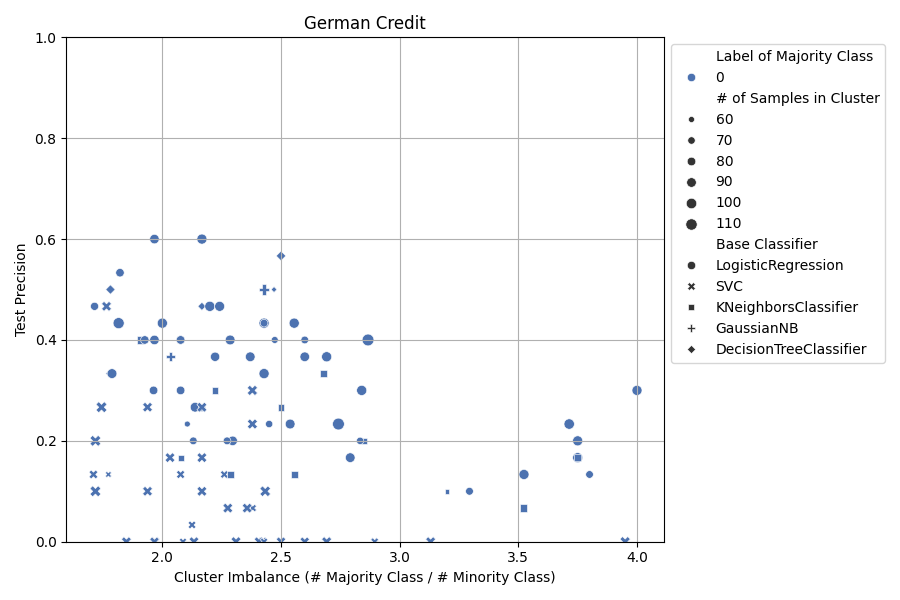 German Credit
1.0
0.8
0.6
0.4
0.2
0.0
Test Precision
2.0
2.5
3.0
3.5
4.0
Cluster Imbalance (# Majority Class / # Minority Class)
Label of Majority Class
0
# of Samples in Cluster
60
70
80
90
100
110
Base Classifier
LogisticRegression
SVC
KNeighborsClassifier
GaussianNB
DecisionTreeClassifier